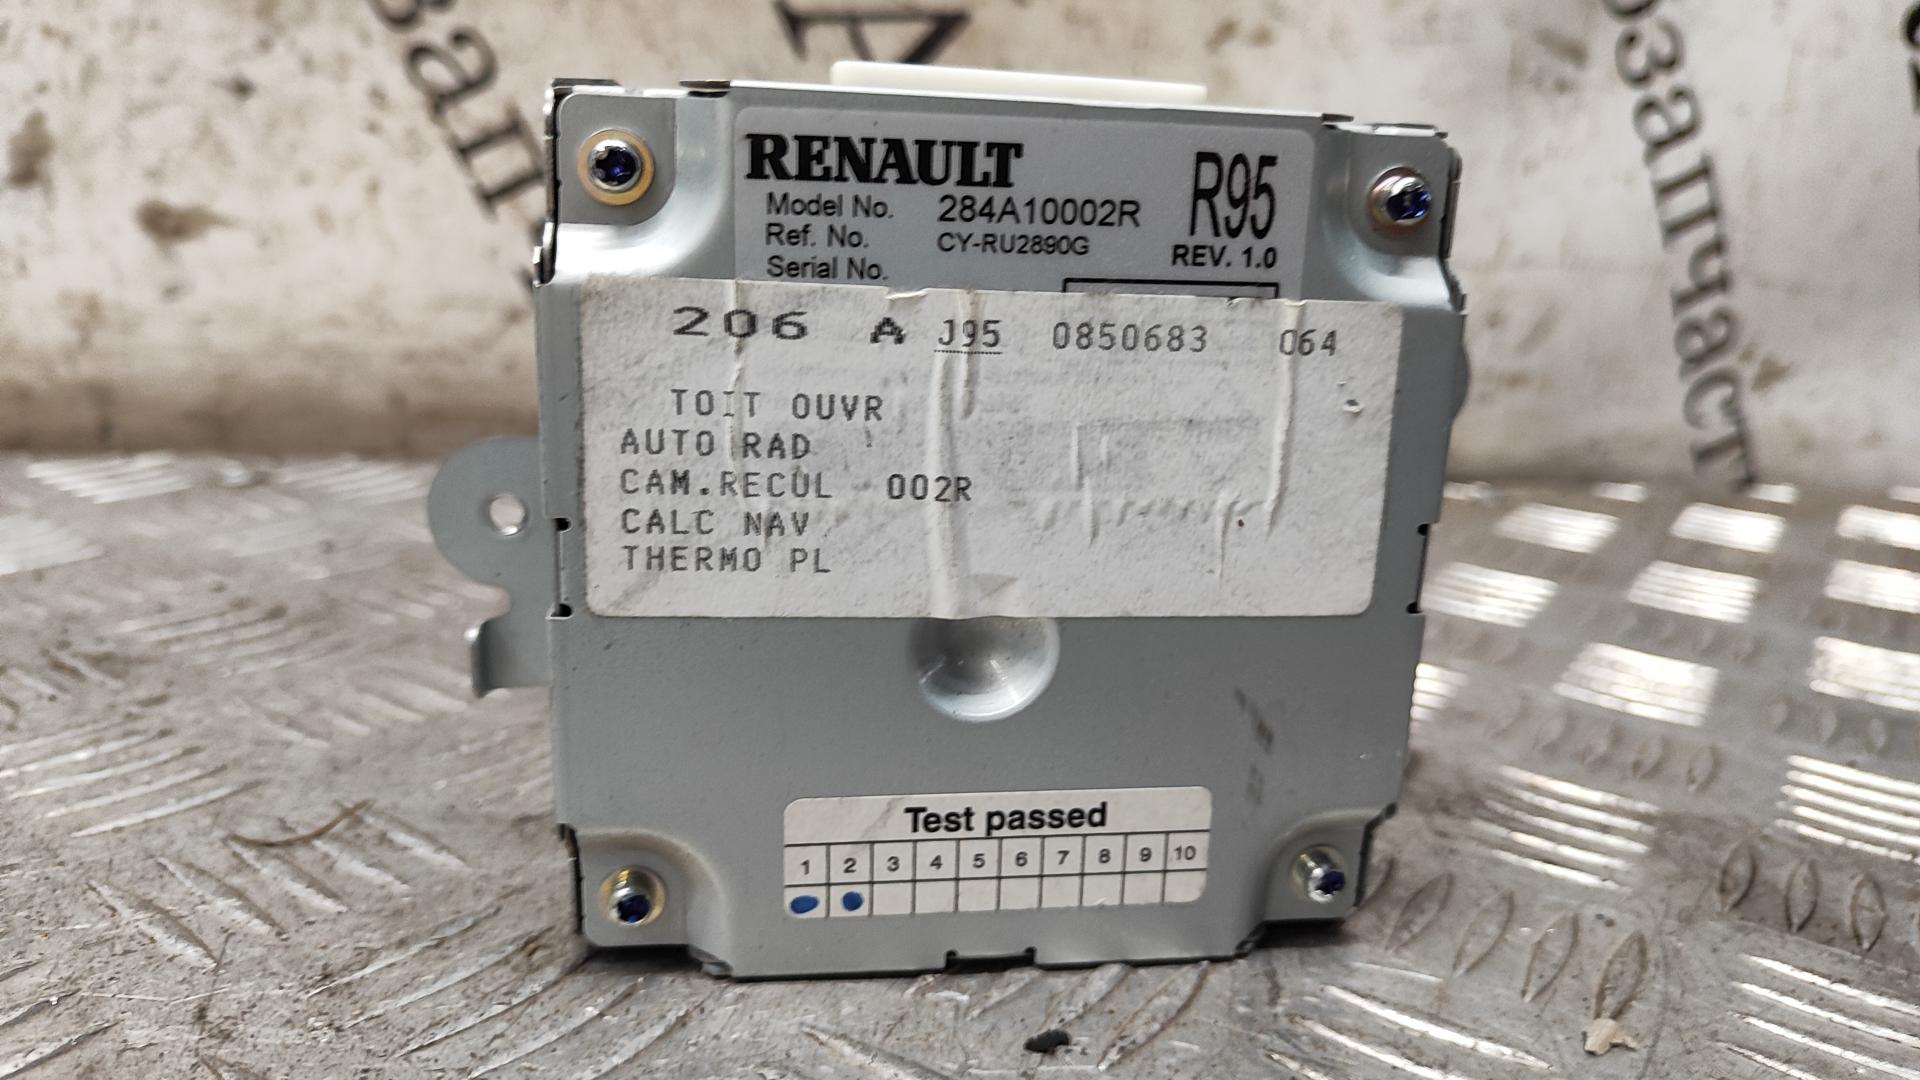 RENAULT
R95
Model No. 284A10002R
Ref. No. CY-RU2890G
REV. 1.0
Serial No.
206 A J95 0850683 064
TOIT OUVR
AUTO RAD
CAM.RECUL 002R
CALC NAV
THERMO PL
Test passed
1 2 3 4 5 6 7 8 9 10